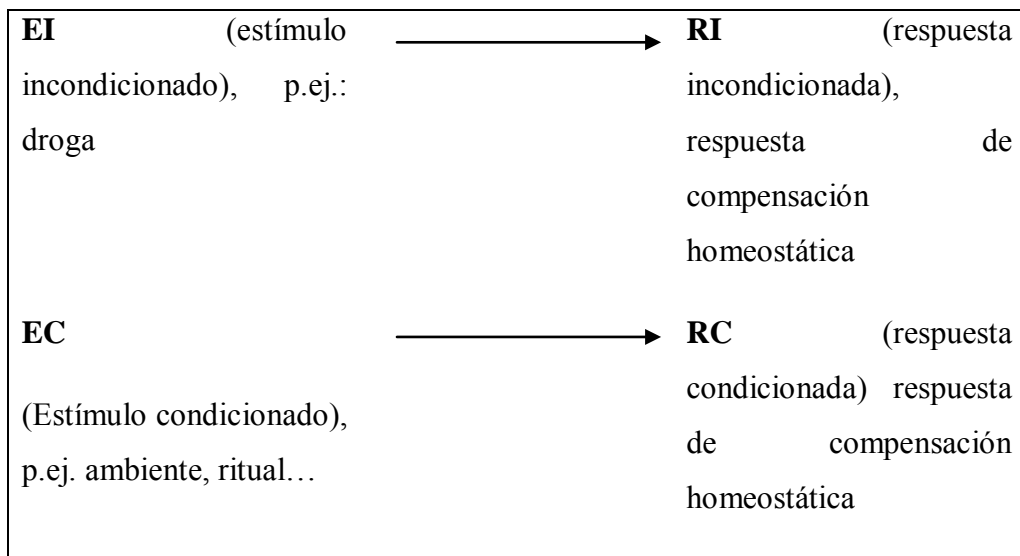 EI (estímulo
incondicionado), p.ej.:
droga
RI (respuesta
incondicionada),
respuesta de
compensación
homeostática
EC
(Estímulo condicionado),
p.ej. ambiente, ritual…
RC (respuesta
condicionada) respuesta
de compensación
homeostática